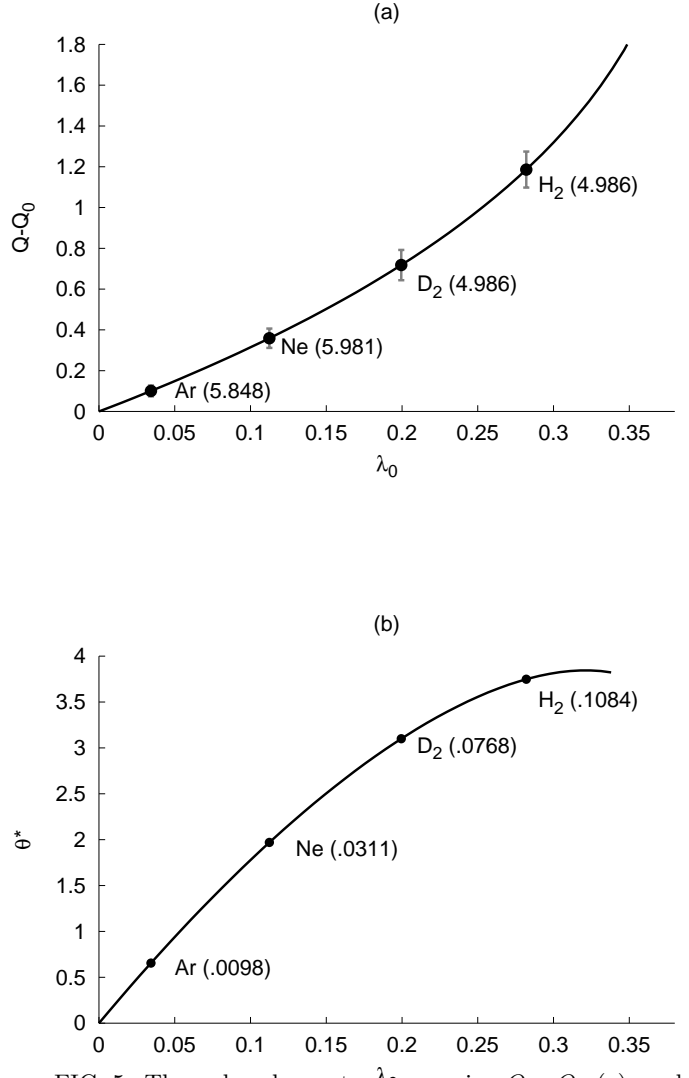 (a)
1.8
1.6
1.4
1.2
1
0.8
0.6
0.4
0.2
0
Q-Q0
H2 (4.986)
D2 (4.986)
Ne (5.981)
Ar (5.848)
0 0.05 0.1 0.15 0.2 0.25 0.3 0.35
λ0
(b)
4
3.5
3
2.5
2
1.5
1
0.5
0
θ*
H2 (.1084)
D2 (.0768)
Ne (.0311)
Ar (.0098)
0 0.05 0.1 0.15 0.2 0.25 0.3 0.35